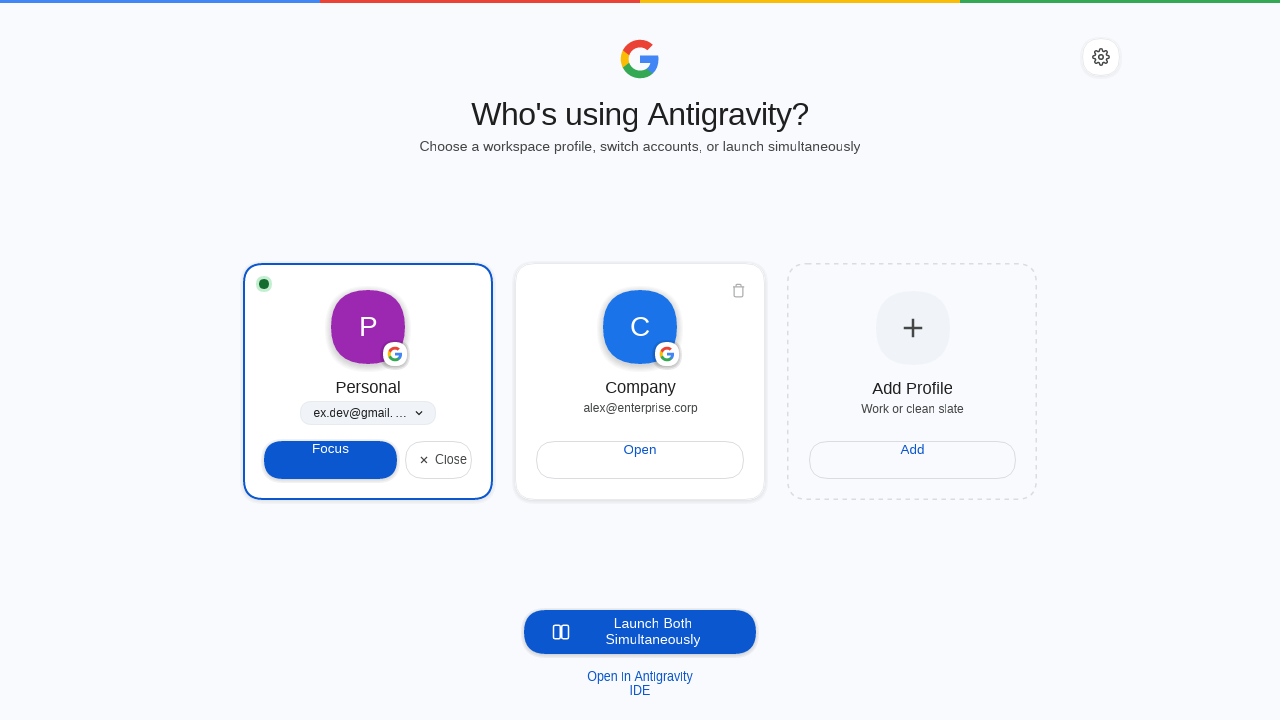 Who's using Antigravity?
Choose a workspace profile, switch accounts, or launch simultaneously
P
Personal
ex.dev@gmail. ...
Focus
Close
C
Company
alex@enterprise.corp
Open
Add Profile
Work or clean slate
Add
Launch Both
Simultaneously
Open in Antigravity
IDE